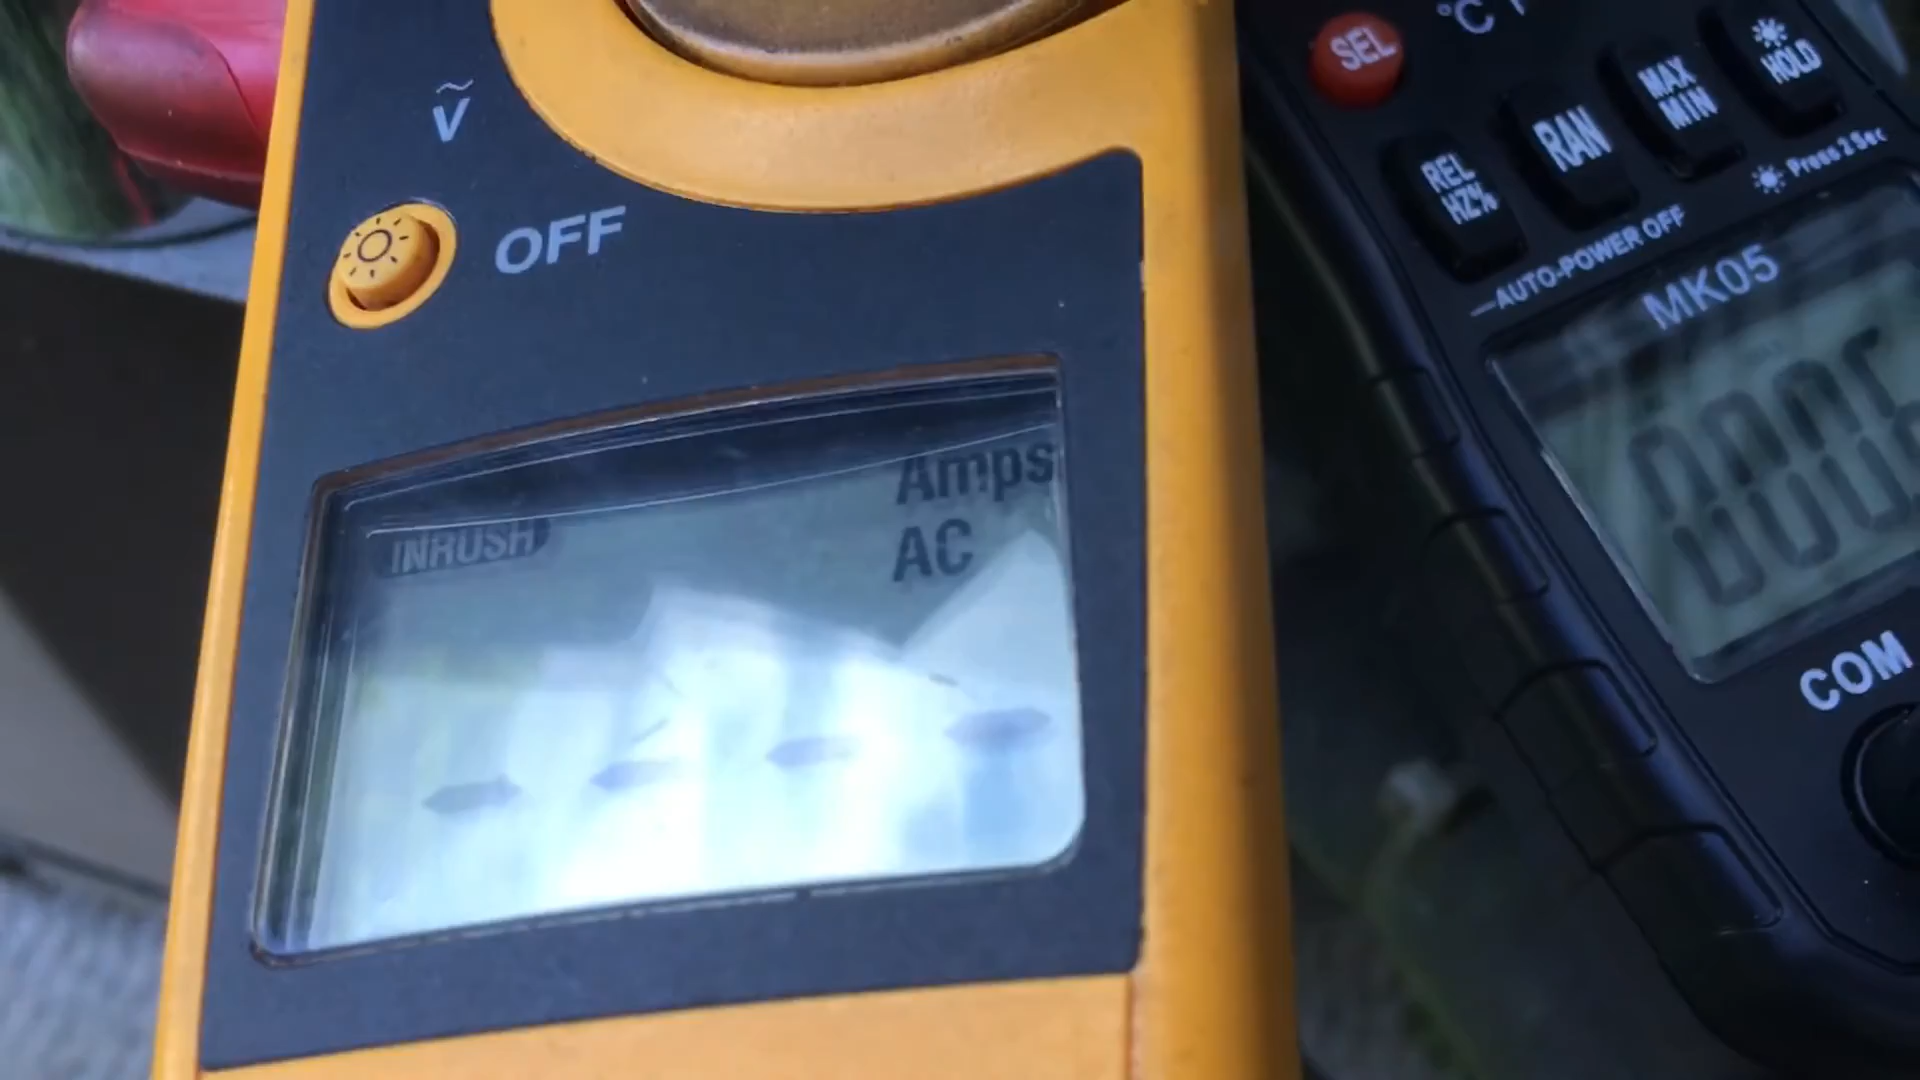 Ṽ
OFF
INRUSH
Amps
AC
- - - -
°C
SEL
REL
HZ%
RAN
MAX
MIN
HOLD
Press 2 Sec
AUTO-POWER OFF
MK05
COM